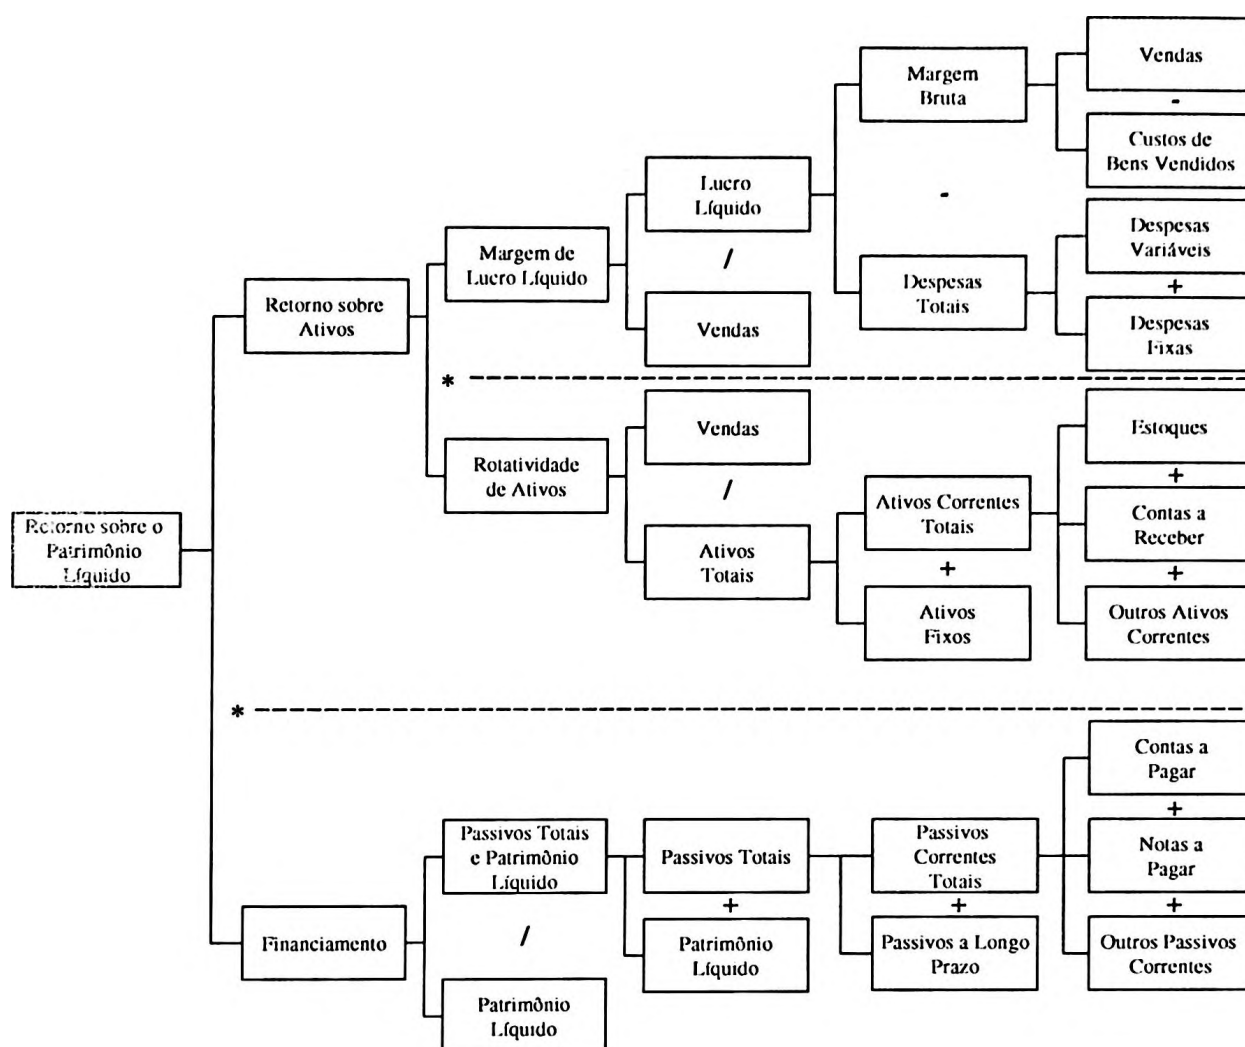 Vendas
-
Custos de
Bens Vendidos
Margem
Bruta
-
Despesas
Variáveis
+
Despesas
Fixas
Despesas
Totais
Lucro
Líquido
/
Vendas
Margem de
Lucro Líquido
Retorno sobre
Ativos
*
Rotatividade
de Ativos
Vendas
/
Ativos
Totais
Ativos Correntes
Totais
+
Ativos
Fixos
Estoques
+
Contas a
Receber
+
Outros Ativos
Correntes
Retorno sobre o
Patrimônio
Líquido
*
Financiamento
Passivos Totais
e Patrimônio
Líquido
/
Patrimônio
Líquido
Passivos Totais
+
Patrimônio
Líquido
Passivos
Correntes
Totais
+
Passivos a Longo
Prazo
Contas a
Pagar
+
Notas a
Pagar
+
Outros Passivos
Correntes